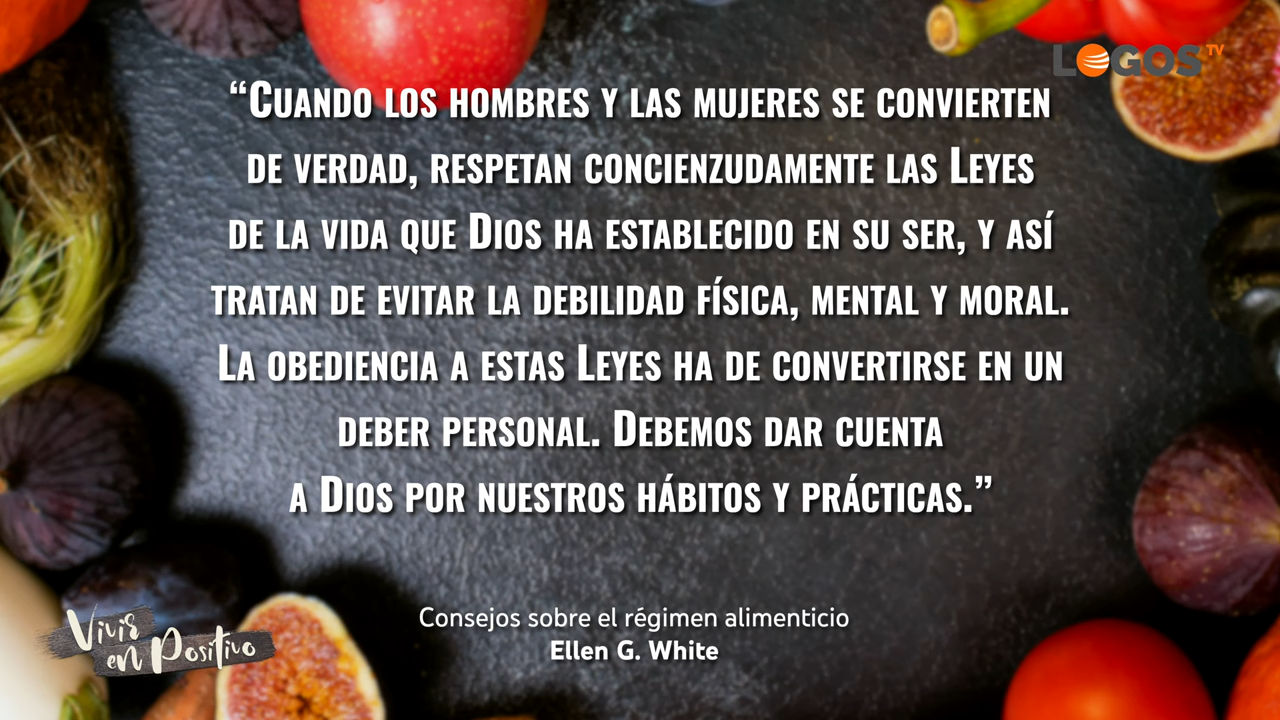 LOGOS TV
“Cuando los hombres y las mujeres se convierten
de verdad, respetan concienzudamente las Leyes
de la vida que Dios ha establecido en su ser, y así
tratan de evitar la debilidad física, mental y moral.
La obediencia a estas Leyes ha de convertirse en un
deber personal. Debemos dar cuenta
a Dios por nuestros hábitos y prácticas.”
Consejos sobre el régimen alimenticio
Ellen G. White
Vivir
en Positivo